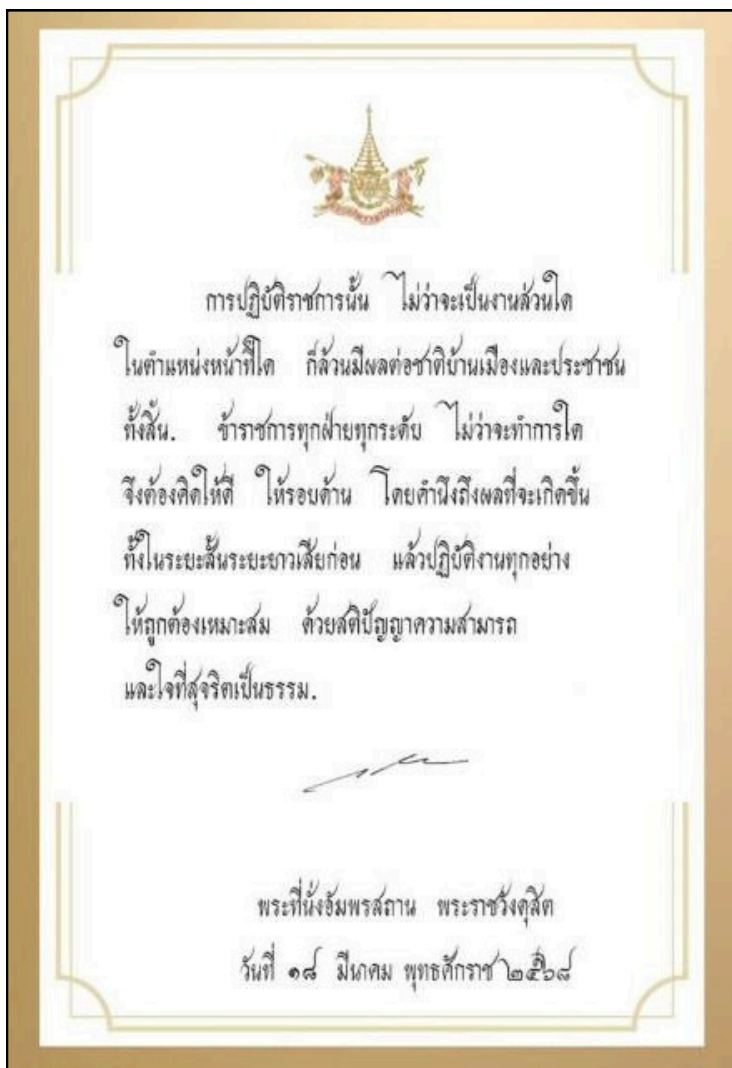 การปฏิบัติราชการนั้น ไม่ว่าจะเป็นงานส่วนใด
ในตำแหน่งหน้าที่ใด ก็ล้วนมีผลต่อชาติบ้านเมืองและประชาชน
ทั้งสิ้น. ข้าราชการทุกฝ่ายทุกระดับ ไม่ว่าจะทำการใด
จึงต้องคิดให้ดี ให้รอบด้าน โดยคำนึงถึงผลที่จะเกิดขึ้น
ทั้งในระยะสั้นระยะยาวเสียก่อน แล้วปฏิบัติงานทุกอย่าง
ให้ถูกต้องเหมาะสม ด้วยสติปัญญาความสามารถ
และใจที่สุจริตเป็นธรรม.
พระที่นั่งอัมพรสถาน พระราชวังดุสิต
วันที่ ๑๘ มีนาคม พุทธศักราช ๒๕๖๘